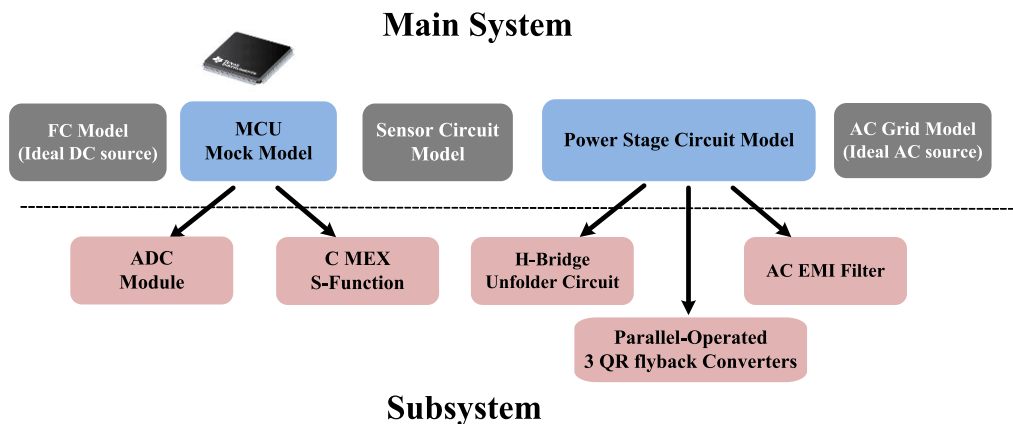 Main System
TEXAS
INSTRUMENTS
FC Model
(Ideal DC source)
MCU
Mock Model
Sensor Circuit
Model
Power Stage Circuit Model
AC Grid Model
(Ideal AC source)
ADC
Module
C MEX
S-Function
H-Bridge
Unfolder Circuit
AC EMI Filter
Parallel-Operated
3 QR flyback Converters
Subsystem